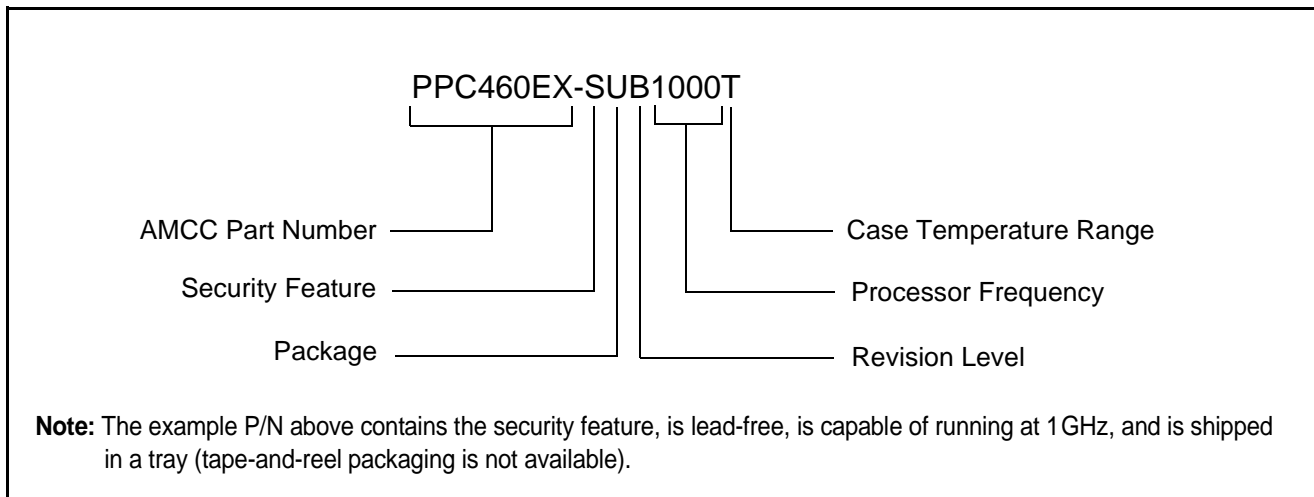 PPC460EX-SUB1000T
AMCC Part Number
Case Temperature Range
Security Feature
Processor Frequency
Package
Revision Level
Note: The example P/N above contains the security feature, is lead-free, is capable of running at 1GHz, and is shipped
in a tray (tape-and-reel packaging is not available).